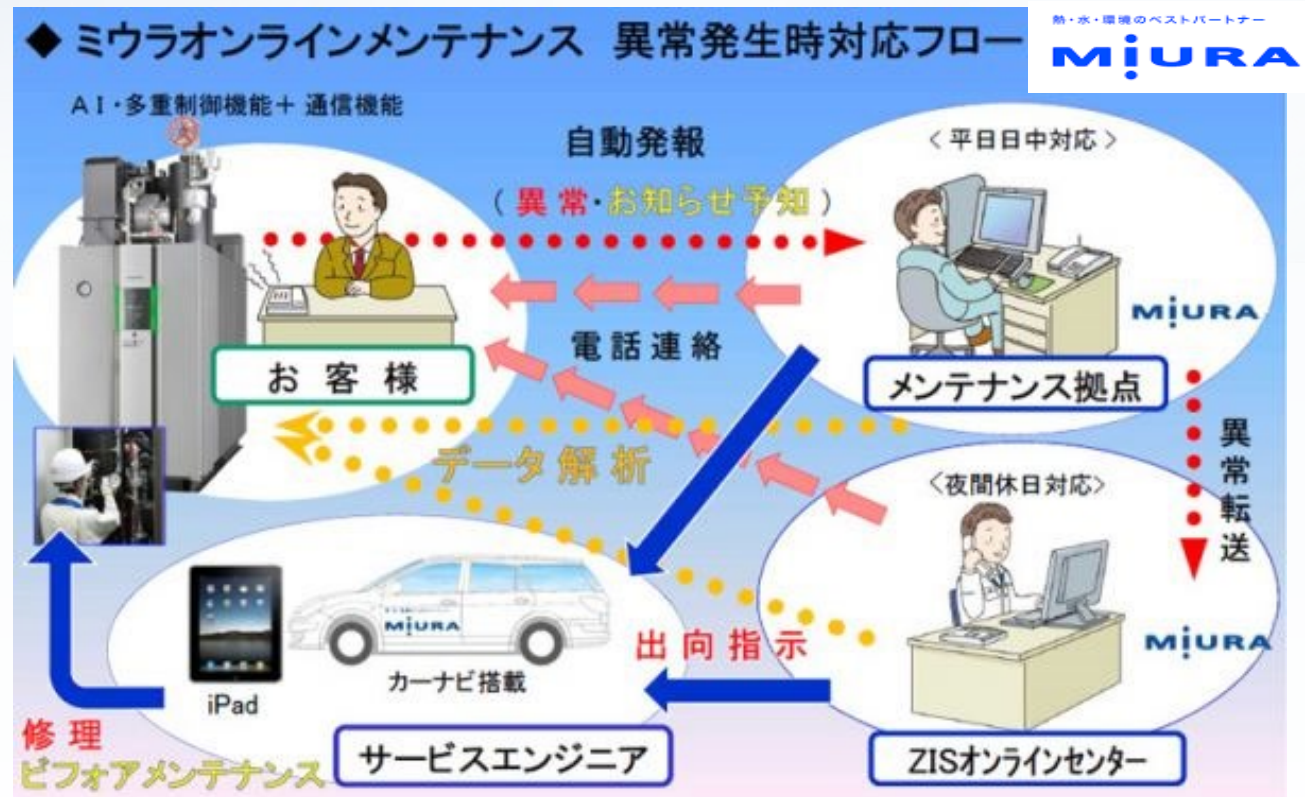 ◆ ミウラオンラインメンテナンス 異常発生時対応フロー
熱・水・環境のベストパートナー
MIURA
AI・多重制御機能+ 通信機能
自動発報
(異常・お知らせ予知)
<平日日中対応>
MIURA
メンテナンス拠点
お客様
電話連絡
データ解析
異常転送
<夜間休日対応>
MIURA
ZISオンラインセンター
出向指示
MIURA
カーナビ搭載
iPad
サービスエンジニア
修理
ビフォアメンテナンス